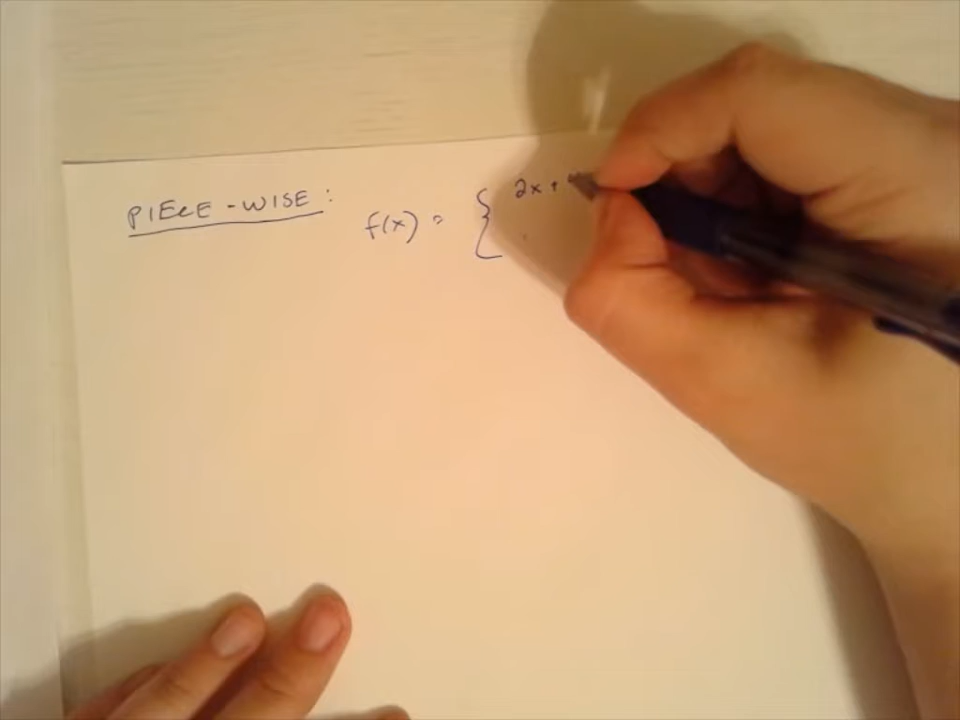 PIECE-WISE:
f(x) = { 2x+